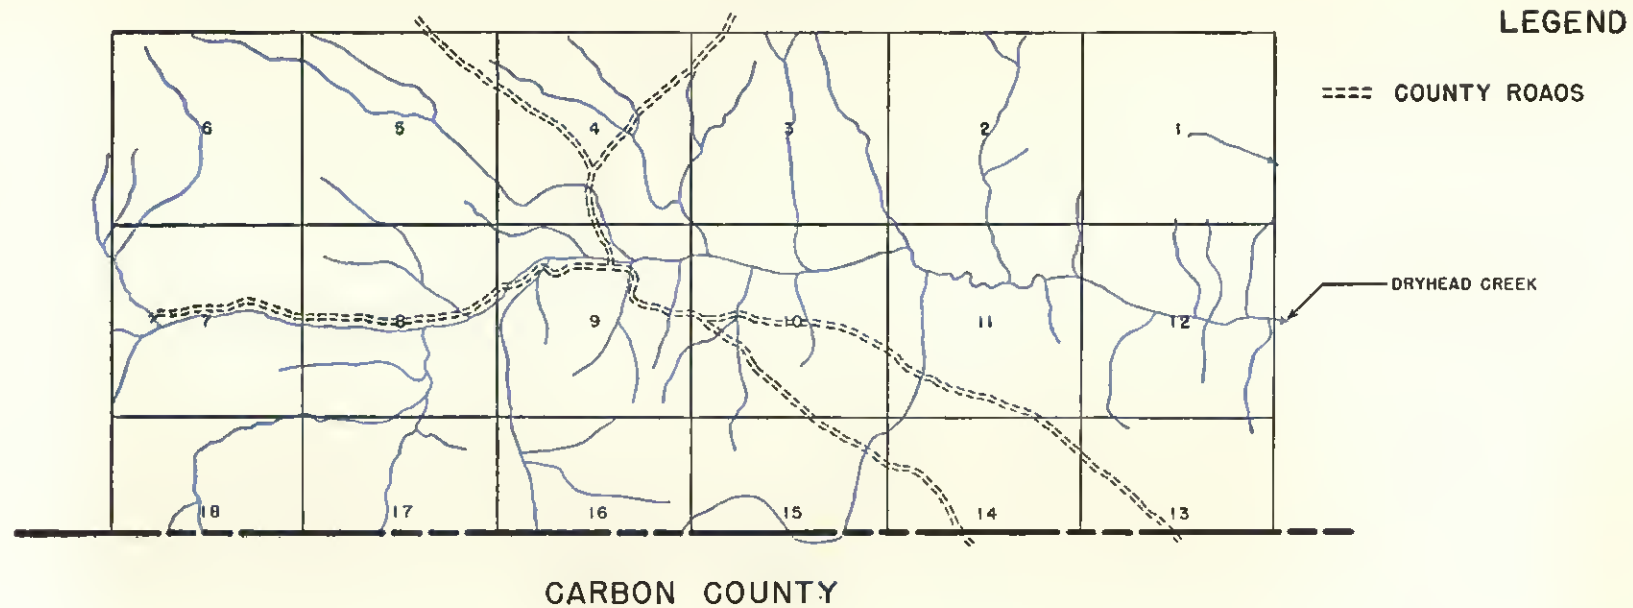 LEGEND
==== COUNTY ROAOS
6 5 4 3 2 1
7 8 9 10 11 12
DRYHEAD CREEK
18 17 16 15 14 13
CARBON COUNTY